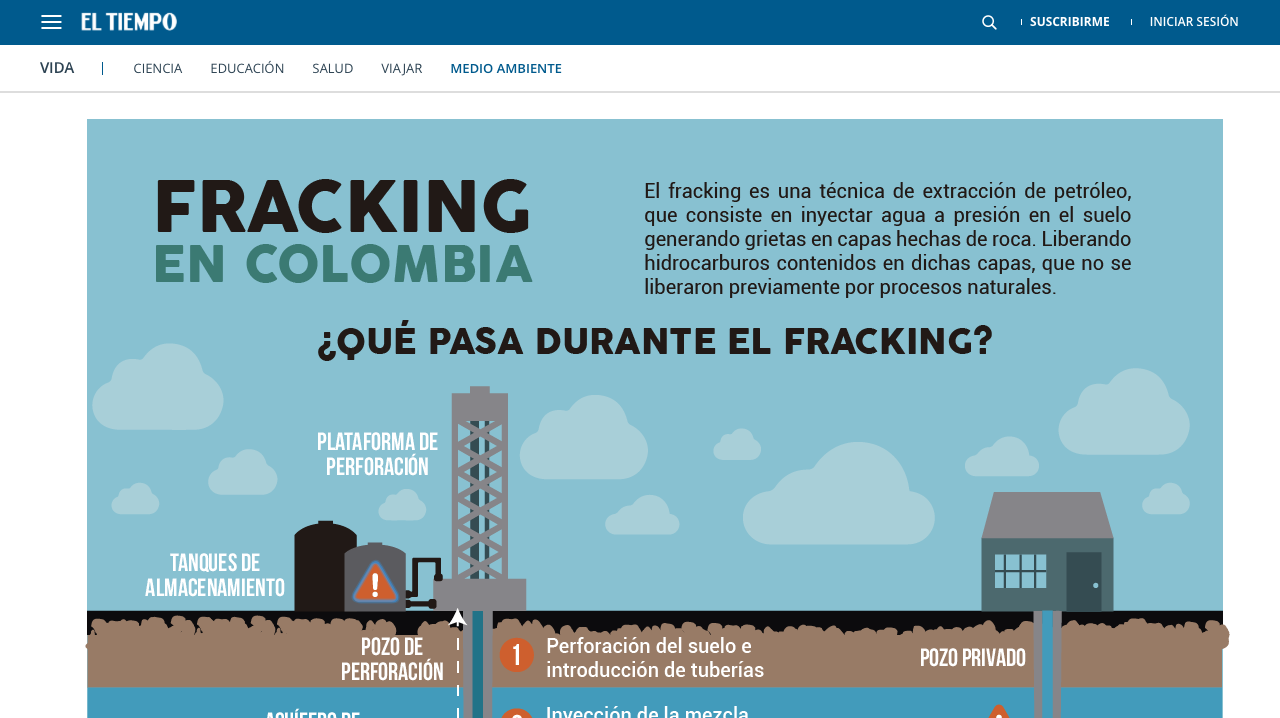 EL TIEMPO
SUSCRIBIRME
INICIAR SESIÓN
VIDA
CIENCIA
EDUCACIÓN
SALUD
VIAJAR
MEDIO AMBIENTE
FRACKING
EN COLOMBIA
El fracking es una técnica de extracción de petróleo,
que consiste en inyectar agua a presión en el suelo
generando grietas en capas hechas de roca. Liberando
hidrocarburos contenidos en dichas capas, que no se
liberaron previamente por procesos naturales.
¿QUÉ PASA DURANTE EL FRACKING?
PLATAFORMA DE
PERFORACIÓN
TANQUES DE
ALMACENAMIENTO
POZO DE
PERFORACIÓN
1
Perforación del suelo e
introducción de tuberías
POZO PRIVADO
ACUÍFERO DE
2
Inyección de la mezcla